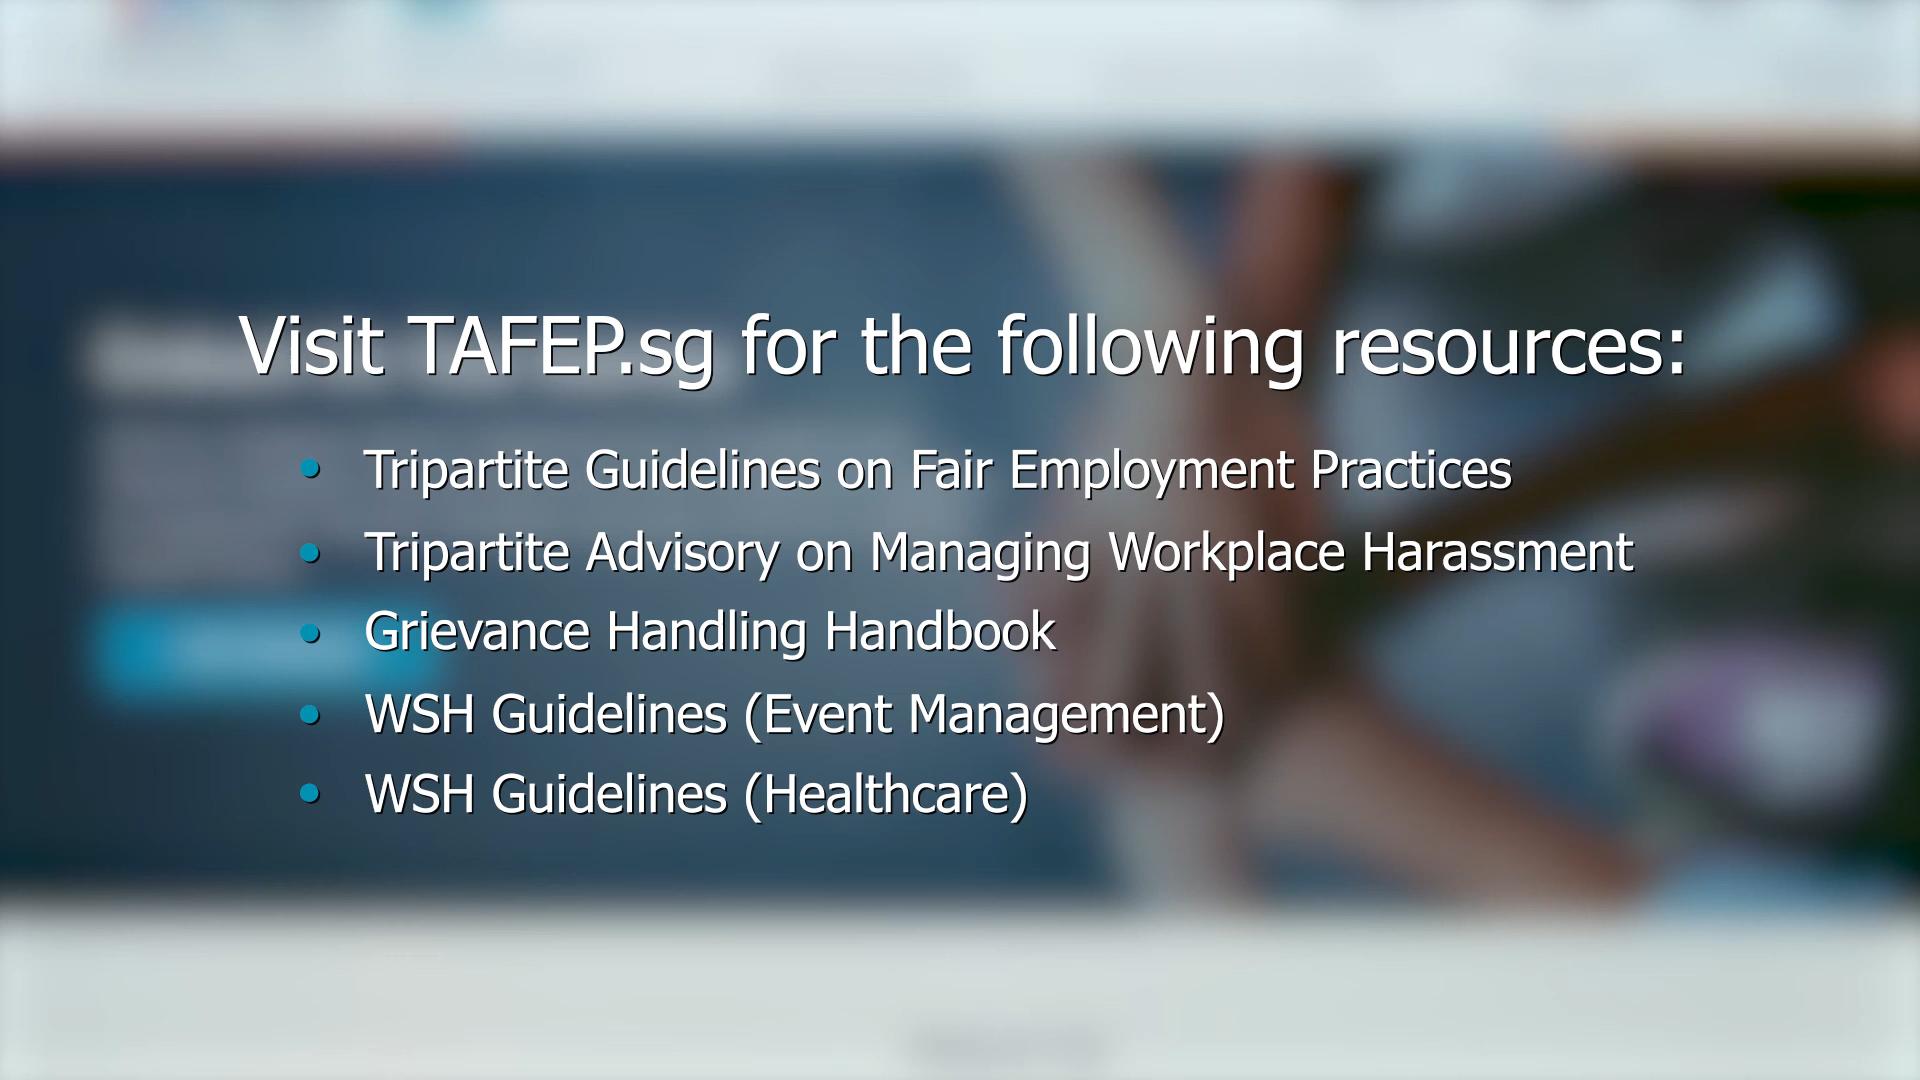 Visit TAFEP.sg for the following resources:
• Tripartite Guidelines on Fair Employment Practices
• Tripartite Advisory on Managing Workplace Harassment
• Grievance Handling Handbook
• WSH Guidelines (Event Management)
• WSH Guidelines (Healthcare)